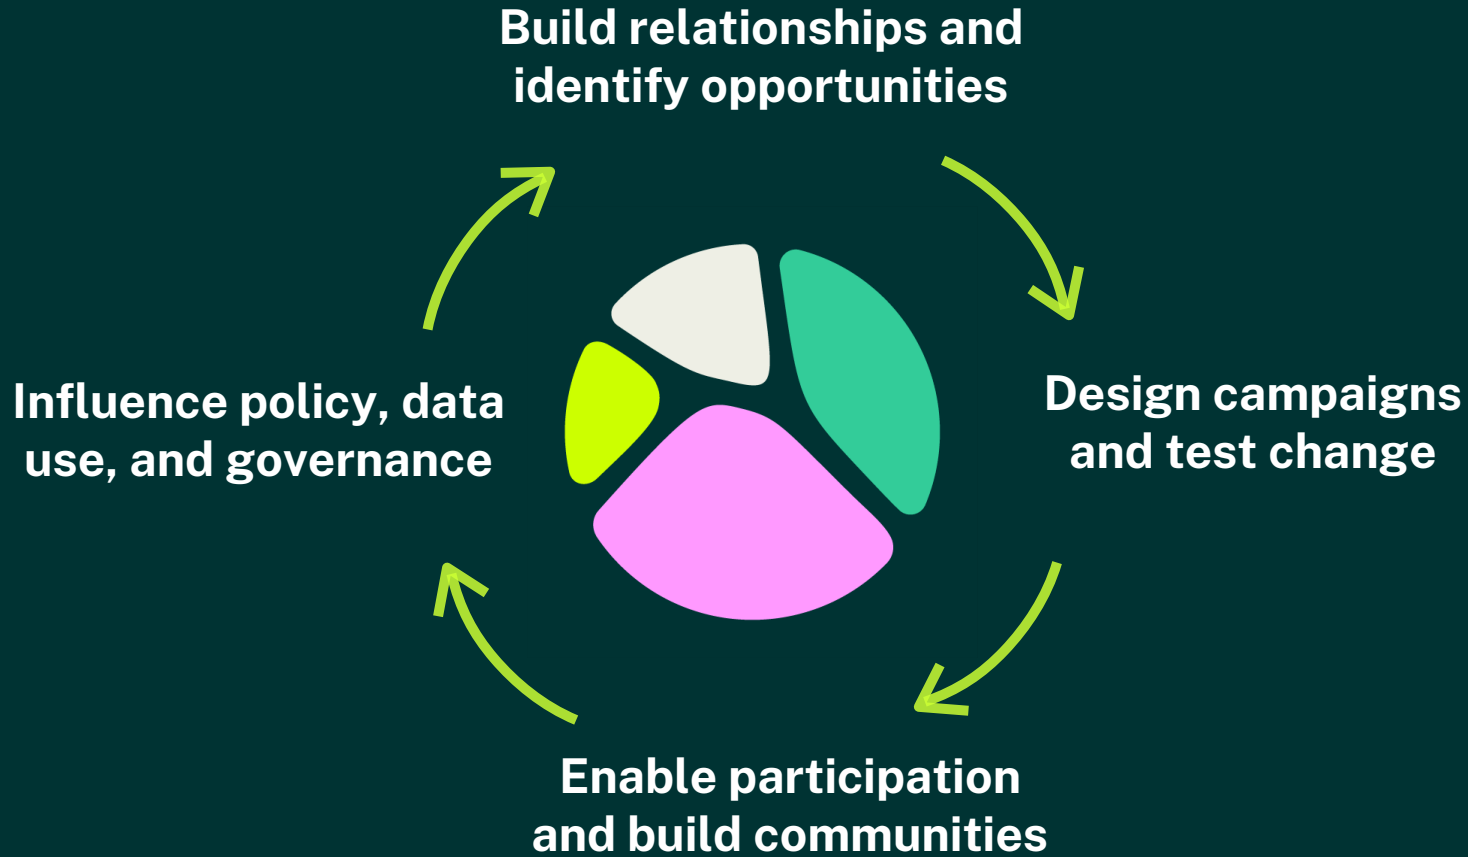 Build relationships and
identify opportunities
Design campaigns
and test change
Enable participation
and build communities
Influence policy, data
use, and governance